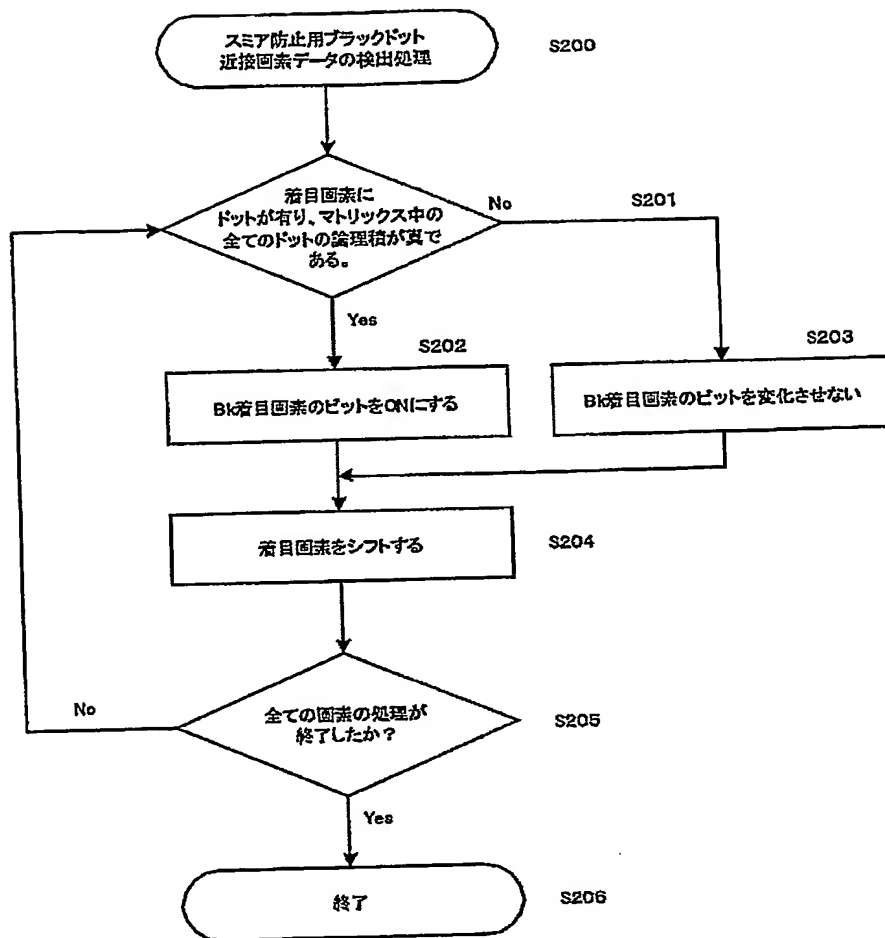 スミア防止用ブラックドット
近接画素データの検出処理
S200
着目画素に
ドットが有り、マトリックス中の
全てのドットの論理積が真で
ある。
No
S201
Yes
S202
S203
Bk着目画素のビットをONにする
Bk着目画素のビットを変化させない
着目画素をシフトする
S204
No
全ての画素の処理が
終了したか？
S205
Yes
終了
S206